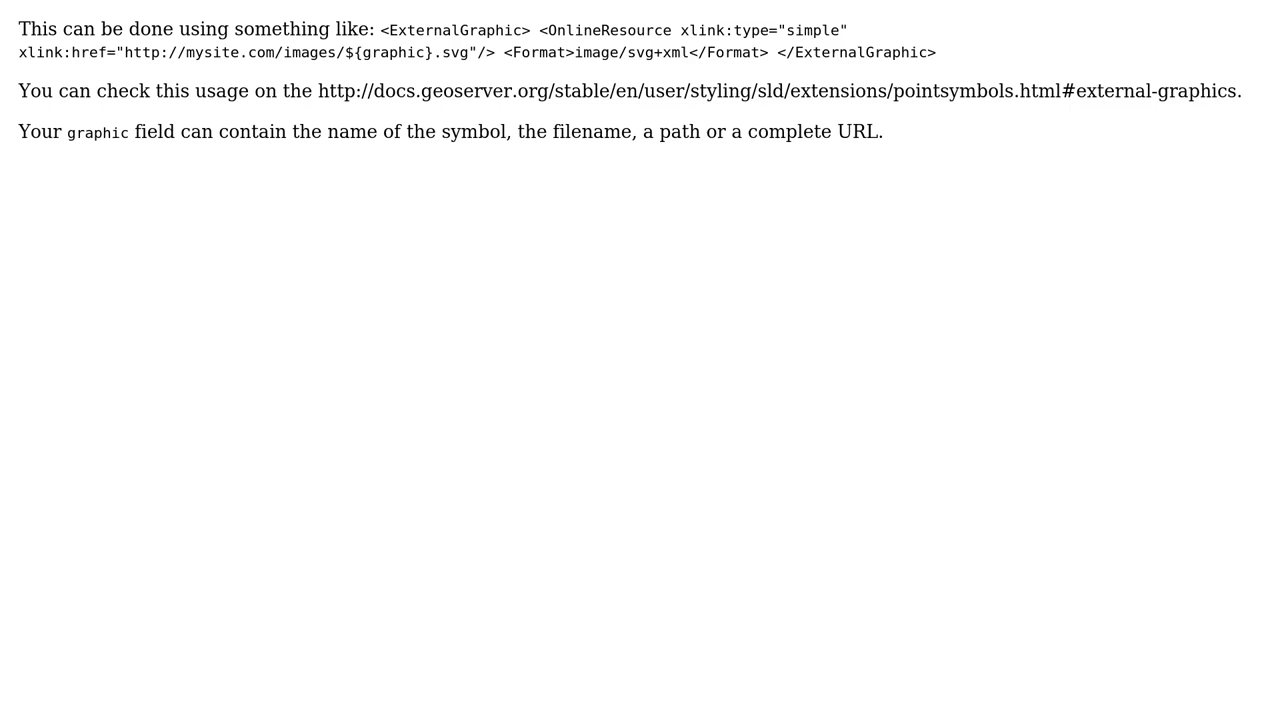 This can be done using something like: <ExternalGraphic> <OnlineResource xlink:type="simple"
xlink:href="http://mysite.com/images/${graphic}.svg"/> <Format>image/svg+xml</Format> </ExternalGraphic>
You can check this usage on the http://docs.geoserver.org/stable/en/user/styling/sld/extensions/pointsymbols.html#external-graphics.
Your graphic field can contain the name of the symbol, the filename, a path or a complete URL.